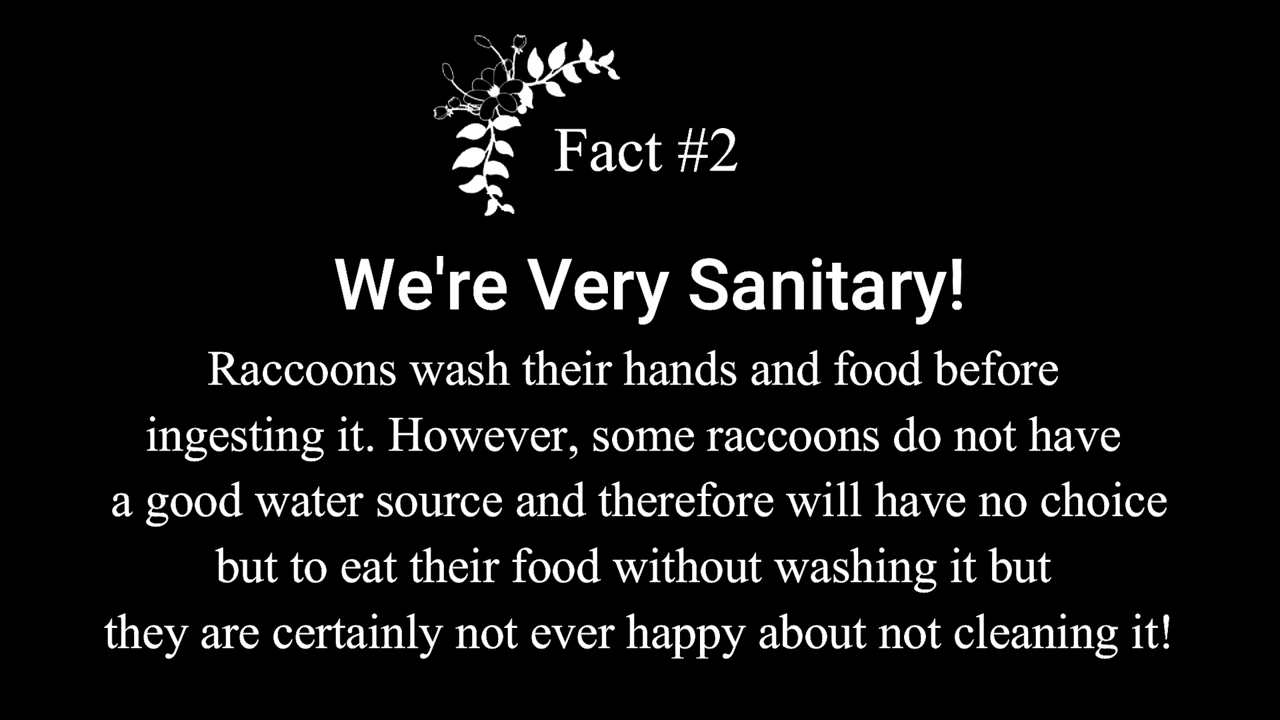 Fact #2
We're Very Sanitary!
Raccoons wash their hands and food before
ingesting it. However, some raccoons do not have
a good water source and therefore will have no choice
but to eat their food without washing it but
they are certainly not ever happy about not cleaning it!